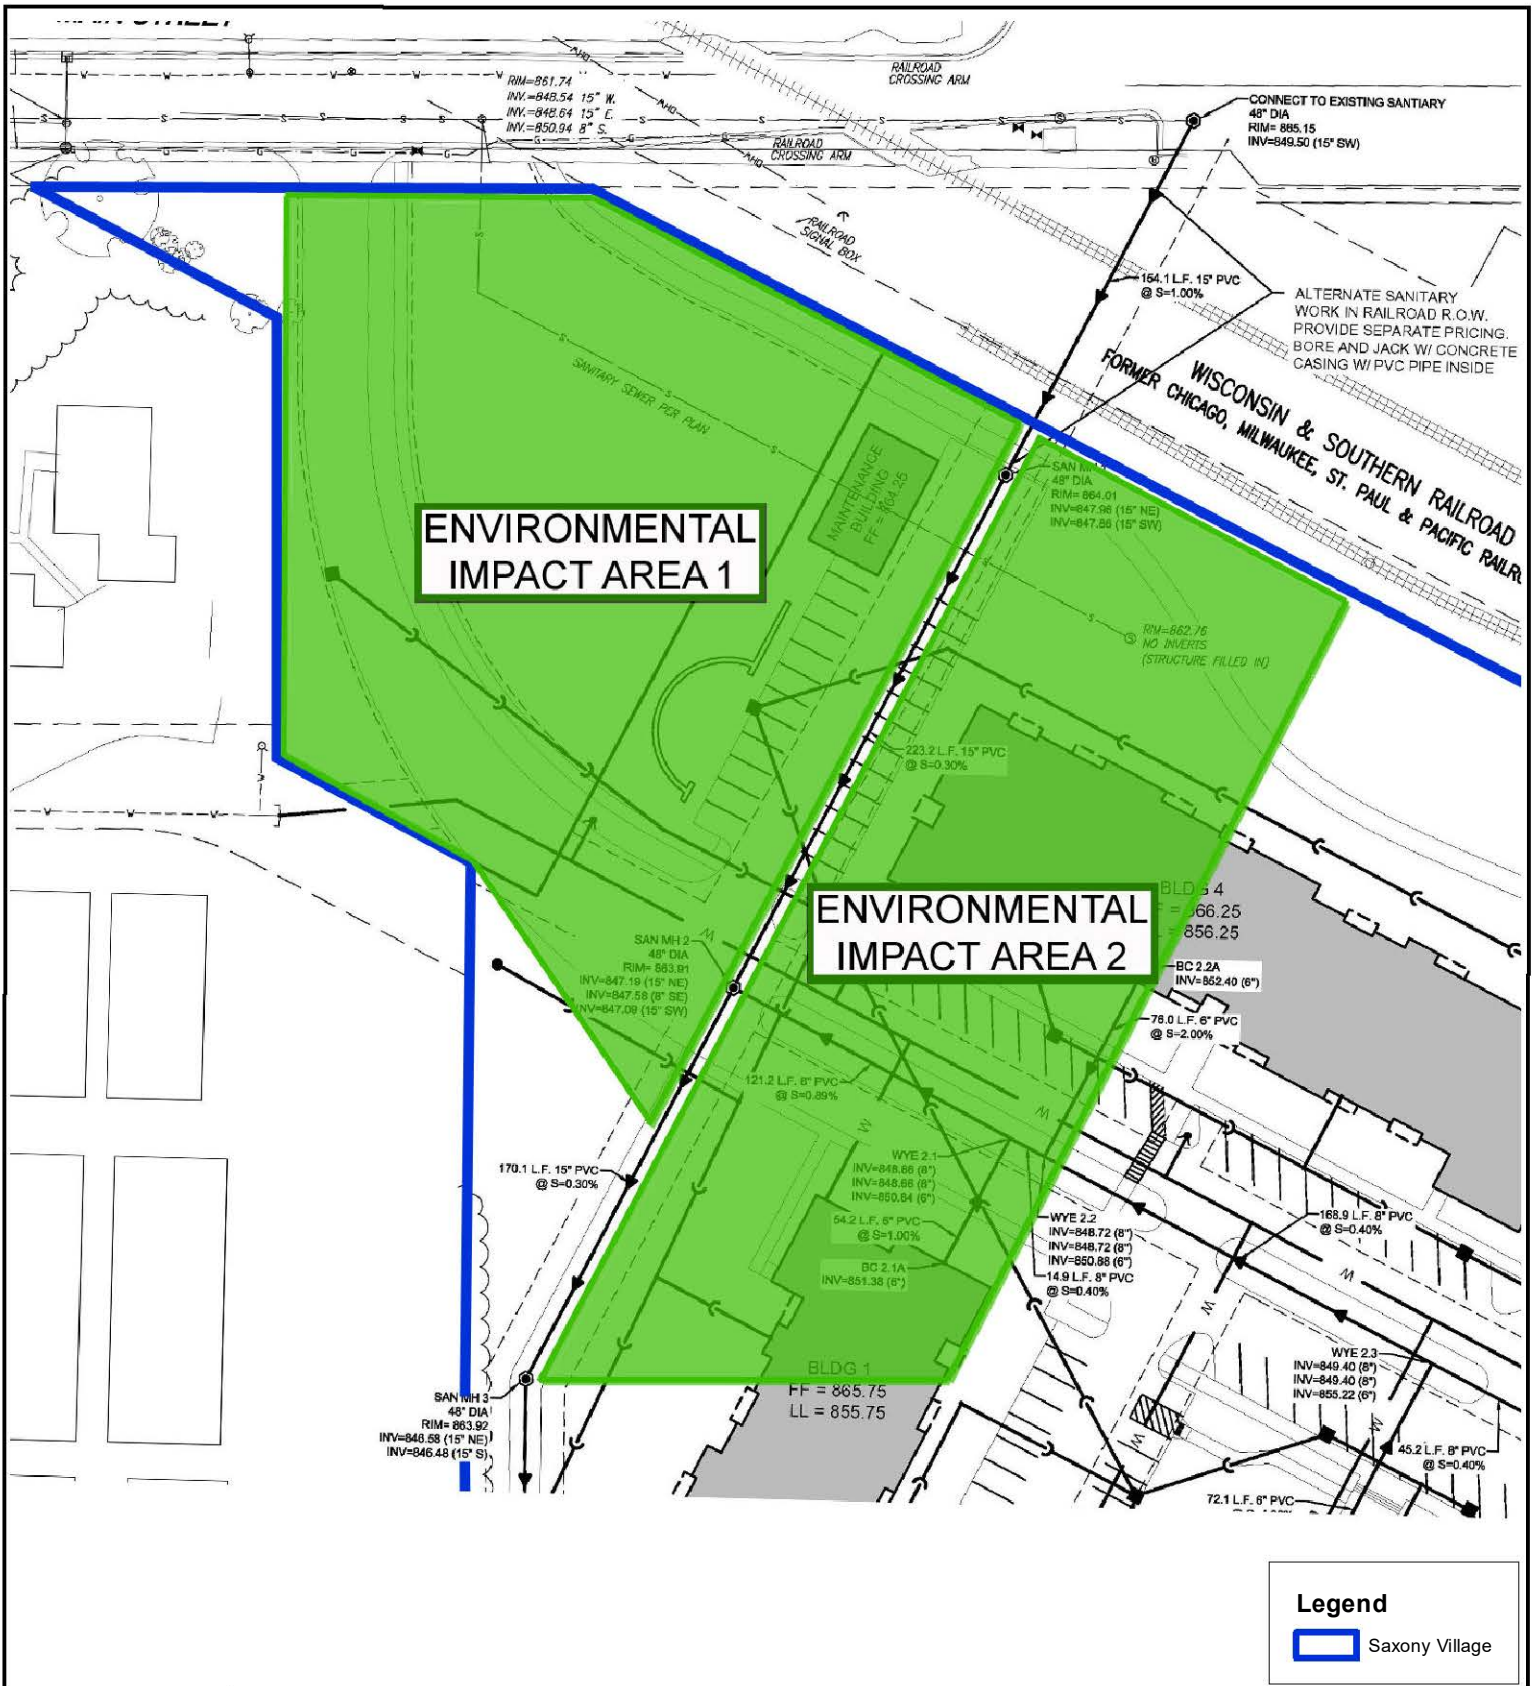 MAIN STREET
RIM=861.74
INV.=848.54 15" W.
INV.=848.64 15" E.
INV.=850.94 8" S.
RAILROAD
CROSSING ARM
CONNECT TO EXISTING SANTIARY
48" DIA
RIM= 865.15
INV=849.50 (15" SW)
RAILROAD
CROSSING ARM
RAILROAD
SIGNAL BOX
154.1 L.F. 15" PVC
@ S=1.00%
ALTERNATE SANITARY
WORK IN RAILROAD R.O.W.
PROVIDE SEPARATE PRICING.
BORE AND JACK W/ CONCRETE
CASING W/ PVC PIPE INSIDE
WISCONSIN & SOUTHERN RAILROAD
FORMER CHICAGO, MILWAUKEE, ST. PAUL & PACIFIC
SANITARY SEWER PER PLAN
MAINTENANCE
BUILDING
FF = 864.25
SAN MH
48" DIA
RIM= 864.01
INV=847.96 (15" NE)
INV=847.86 (15" SW)
ENVIRONMENTAL
IMPACT AREA 1
RIM=862.76
NO INVERTS
(STRUCTURE FILLED IN)
223.2 L.F. 15" PVC
@ S=0.30%
ENVIRONMENTAL
IMPACT AREA 2
BLDG 4
= 866.25
856.25
SAN MH 2
48" DIA
RIM= 863.91
INV=847.19 (15" NE)
INV=847.58 (8" SE)
INV=847.09 (15" SW)
BC 2.2A
INV=852.40 (6")
76.0 L.F. 6" PVC
@ S=2.00%
121.2 L.F. 8" PVC
@ S=0.89%
170.1 L.F. 15" PVC
@ S=0.30%
WYE 2.1
INV=848.66 (8")
INV=848.66 (8")
INV=850.84 (6")
54.2 L.F. 6" PVC
@ S=1.00%
BC 2.1A
INV=851.38 (6")
WYE 2.2
INV=848.72 (8")
INV=848.72 (8")
INV=850.88 (6")
14.9 L.F. 8" PVC
@ S=0.40%
168.9 L.F. 8" PVC
@ S=0.40%
WYE 2.3
INV=849.40 (8")
INV=849.40 (8")
INV=855.22 (6")
BLDG 1
FF = 865.75
LL = 855.75
SAN MH 3
48" DIA
RIM= 863.92
INV=846.58 (15" NE)
INV=846.48 (15" S)
45.2 L.F. 8" PVC
@ S=0.40%
72.1 L.F. 6" PVC
Legend
Saxony Village